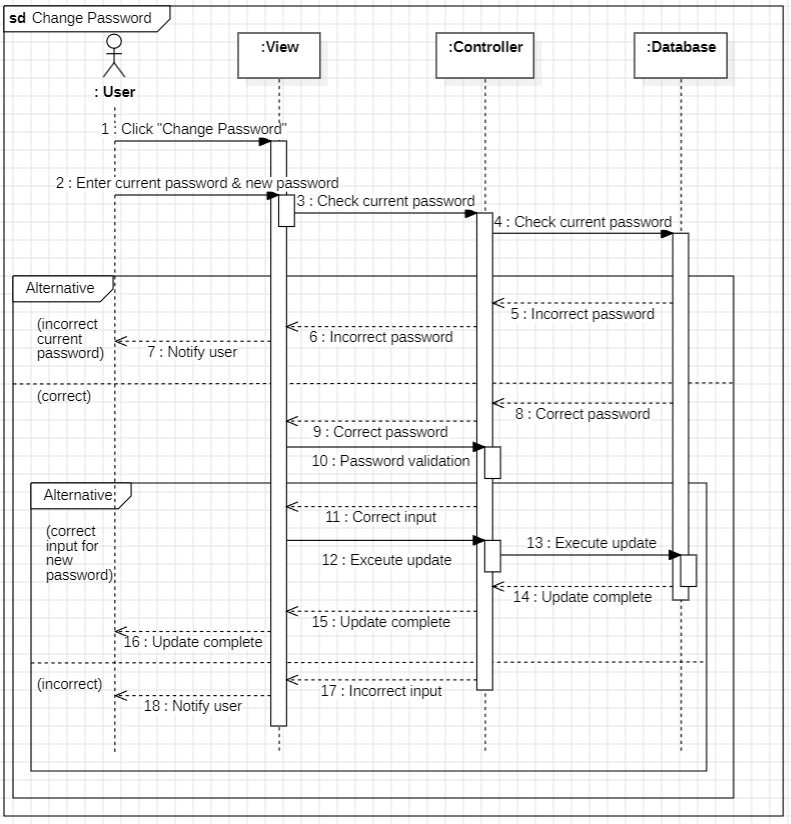 sd Change Password
:View
:Controller
:Database
: User
1 : Click "Change Password"
2 : Enter current password & new password
3 : Check current password
4 : Check current password
Alternative
5 : Incorrect password
(incorrect
current
password)
6 : Incorrect password
7 : Notify user
(correct)
8 : Correct password
9 : Correct password
10 : Password validation
Alternative
11 : Correct input
(correct
input for
new
password)
12 : Exceute update
13 : Execute update
14 : Update complete
15 : Update complete
16 : Update complete
(incorrect)
17 : Incorrect input
18 : Notify user